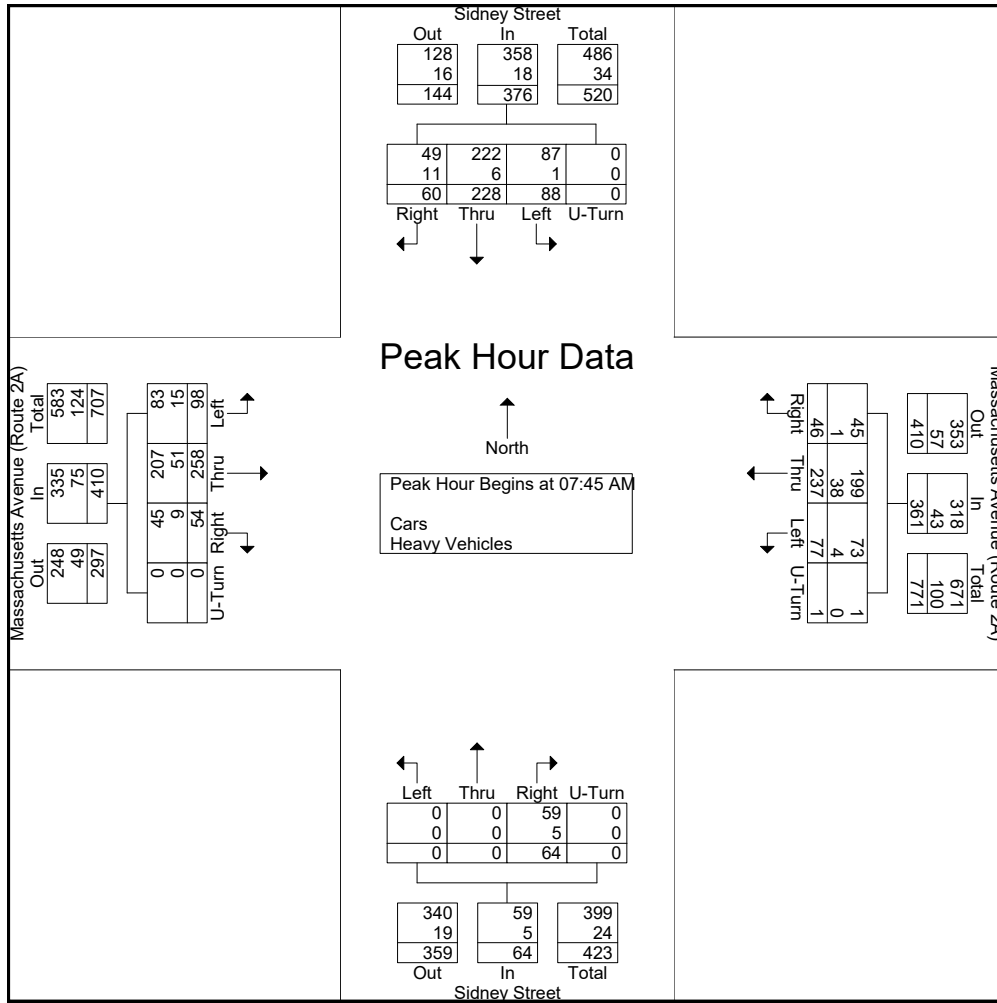 Sidney Street
Out In Total
128 358 486
16 18 34
144 376 520
49 222 87 0
11 6 1 0
60 228 88 0
Right Thru Left U-Turn
Peak Hour Data
North
Peak Hour Begins at 07:45 AM
Cars
Heavy Vehicles
Massachusetts Avenue (Route 2A)
Out In Total
248 335 583
49 75 124
297 410 707
U-Turn Right Thru Left
0 45 207 83
0 9 51 15
0 54 258 98
Massachusetts Avenue (Route 2A)
Out In Total
353 318 671
57 43 100
410 361 771
45 199 73 1
1 38 4 0
46 237 77 1
Right Thru Left U-Turn
Left Thru Right U-Turn
0 0 59 0
0 0 5 0
0 0 64 0
340 59 399
19 5 24
359 64 423
Out In Total
Sidney Street